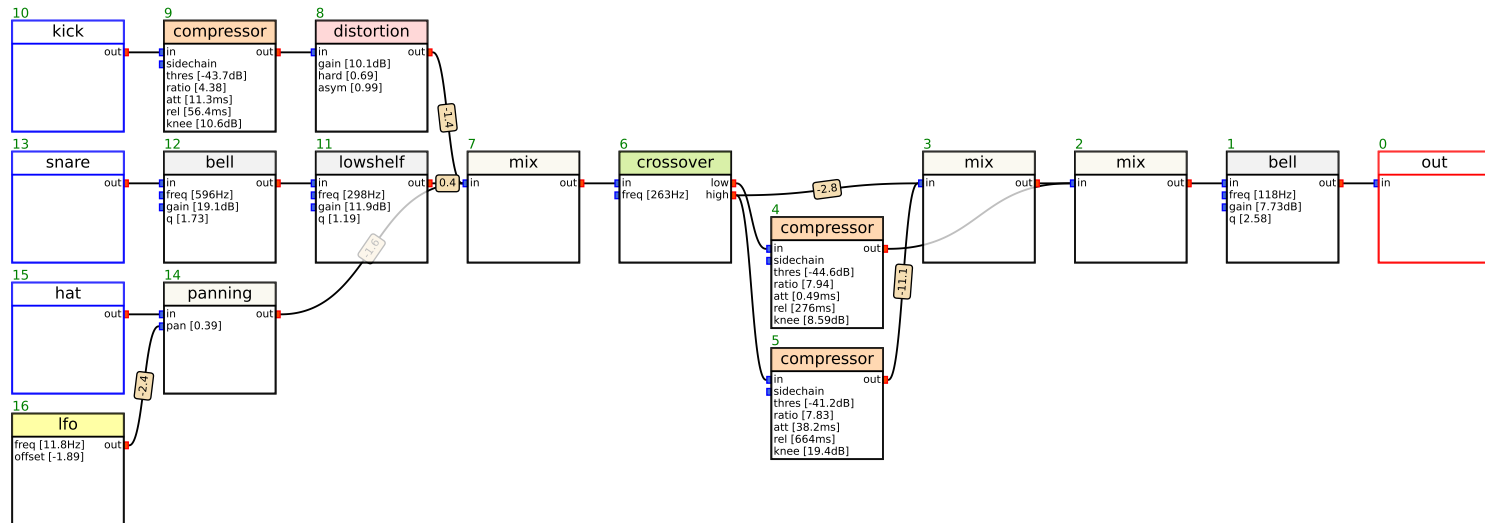 10
kick
out
9
compressor
in out
sidechain
thres [-43.7dB]
ratio [4.38]
att [11.3ms]
rel [56.4ms]
knee [10.6dB]
8
distortion
in out
gain [10.1dB]
hard [0.69]
asym [0.99]
-1.4
13
snare
out
12
bell
in out
freq [596Hz]
gain [19.1dB]
q [1.73]
11
lowshelf
in out
freq [298Hz]
gain [11.9dB]
q [1.19]
0.4
-1.6
7
mix
in out
6
crossover
in low
freq [263Hz] high
-2.8
4
compressor
in out
sidechain
thres [-44.6dB]
ratio [7.94]
att [0.49ms]
rel [276ms]
knee [8.59dB]
5
compressor
in out
sidechain
thres [-41.2dB]
ratio [7.83]
att [38.2ms]
rel [664ms]
knee [19.4dB]
-11.1
3
mix
in out
2
mix
in out
1
bell
in out
freq [118Hz]
gain [7.73dB]
q [2.58]
0
out
in
15
hat
out
14
panning
in out
pan [0.39]
-2.4
16
lfo
freq [11.8Hz] out
offset [-1.89]